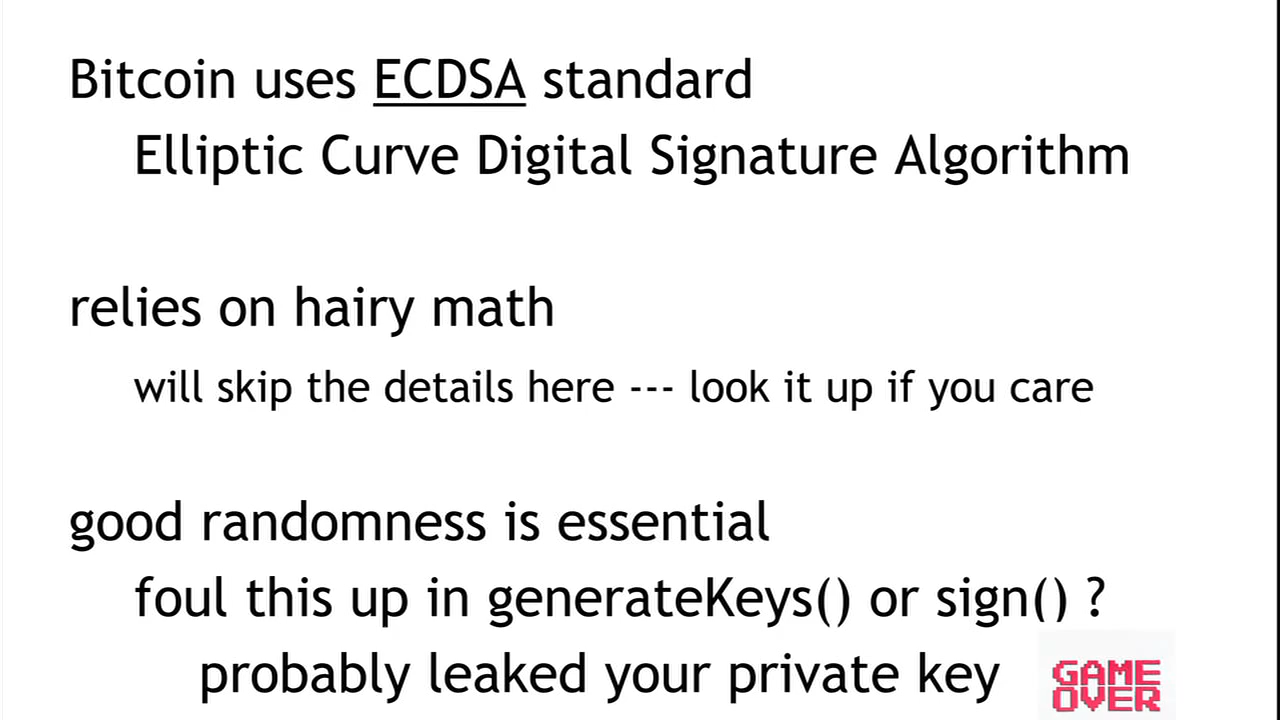 Bitcoin uses ECDSA standard
Elliptic Curve Digital Signature Algorithm
relies on hairy math
will skip the details here --- look it up if you care
good randomness is essential
foul this up in generateKeys() or sign() ?
probably leaked your private key
GAME
OVER